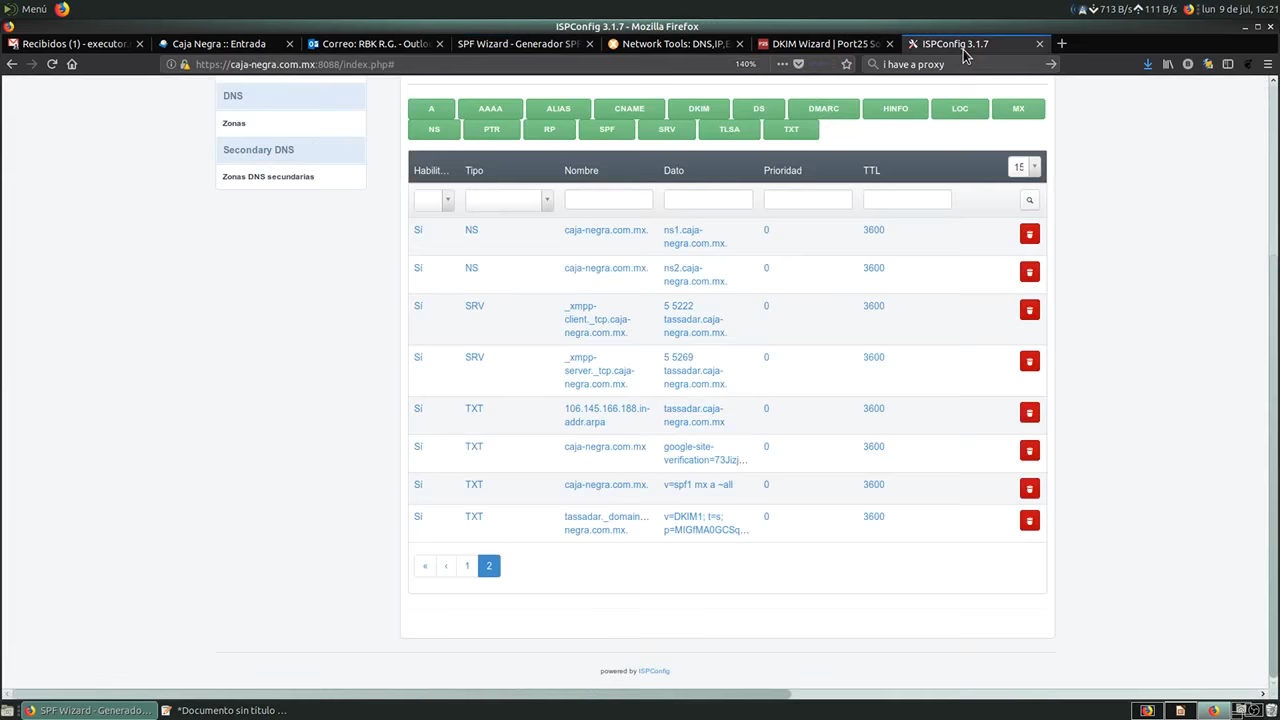 Menú
713 B/s 111 B/s lun 9 de jul, 16:21
ISPConfig 3.1.7 - Mozilla Firefox
Recibidos (1) - executor.
Caja Negra :: Entrada
Correo: RBK R.G. - Outloo
SPF Wizard - Generador SP
Network Tools: DNS,IP,E
DKIM Wizard | Port25 So
ISPConfig 3.1.7
https://caja-negra.com.mx:8088/index.php#
140%
i have a proxy
DNS
Zonas
Secondary DNS
Zonas DNS secundarias
A AAAA ALIAS CNAME DKIM DS DMARC HINFO LOC MX
NS PTR RP SPF SRV TLSA TXT
Habilit... Tipo Nombre Dato Prioridad TTL 15
Sí NS caja-negra.com.mx. ns1.caja- 0 3600
negra.com.mx.
Sí NS caja-negra.com.mx. ns2.caja- 0 3600
negra.com.mx.
Sí SRV _xmpp- 5 5222 0 3600
client._tcp.caja- tassadar.caja-
negra.com.mx. negra.com.mx.
Sí SRV _xmpp- 5 5269 0 3600
server._tcp.caja- tassadar.caja-
negra.com.mx. negra.com.mx.
Sí TXT 106.145.166.188.in- tassadar.caja- 0 3600
addr.arpa negra.com.mx
Sí TXT caja-negra.com.mx google-site- 0 3600
verification=73Jizj...
Sí TXT caja-negra.com.mx. v=spf1 mx a ~all 0 3600
Sí TXT tassadar._domain... v=DKIM1; t=s; 0 3600
negra.com.mx. p=MIGfMA0GCSq...
« ‹ 1 2
powered by ISPConfig
SPF Wizard - Generado...
*Documento sin título ...